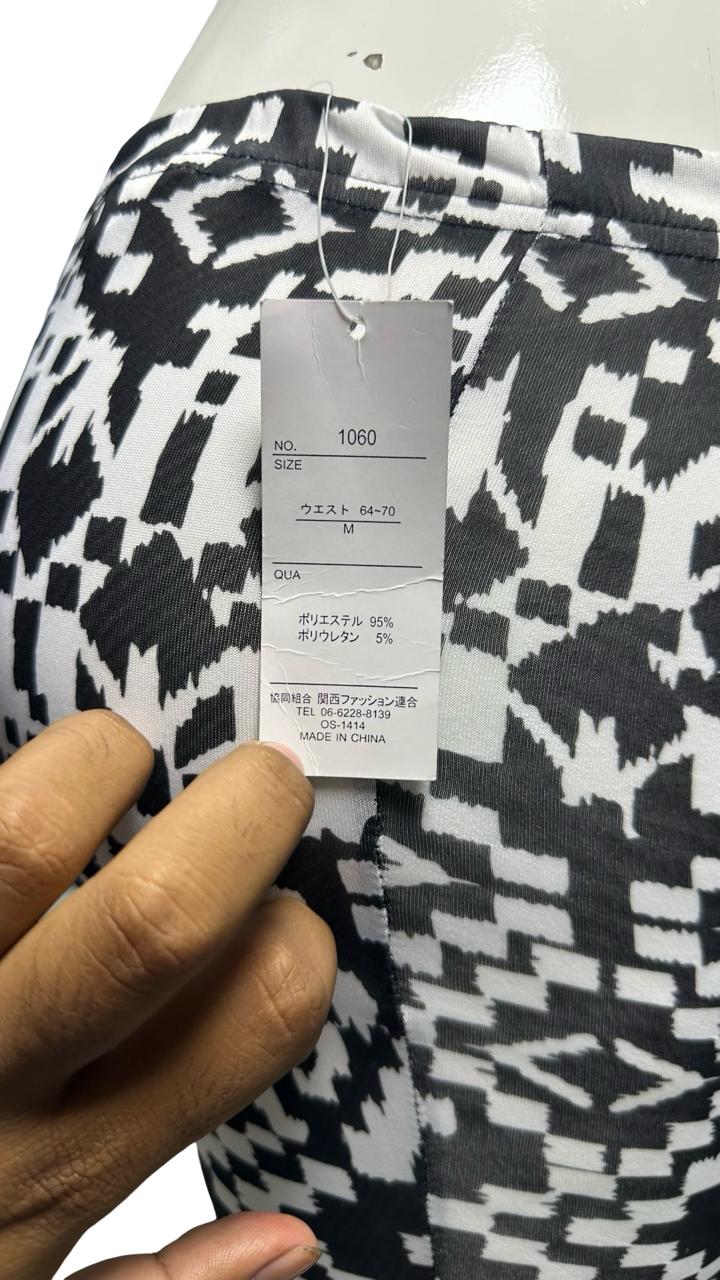 NO. 1060
SIZE
ウエスト 64~70
M
QUA
ポリエステル 95%
ポリウレタン 5%
協同組合 関西ファッション連合
TEL 06-6228-8139
OS-1414
MADE IN CHINA